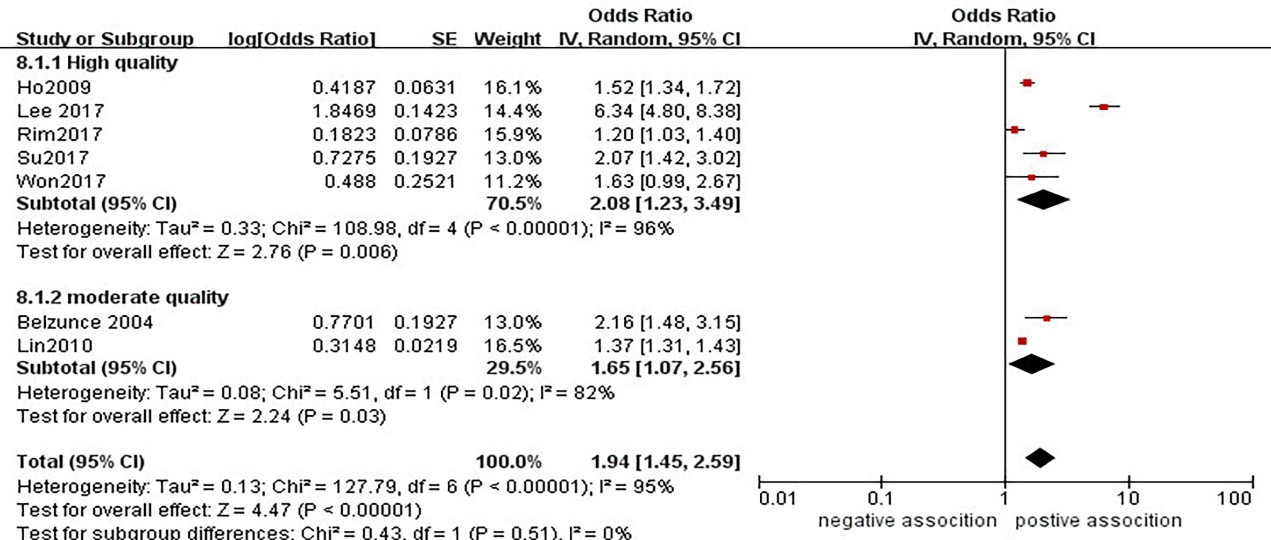 Odds Ratio Odds Ratio
Study or Subgroup log[Odds Ratio] SE Weight IV, Random, 95% CI IV, Random, 95% CI
8.1.1 High quality
Ho2009 0.4187 0.0631 16.1% 1.52 [1.34, 1.72]
Lee 2017 1.8469 0.1423 14.4% 6.34 [4.80, 8.38]
Rim2017 0.1823 0.0786 15.9% 1.20 [1.03, 1.40]
Su2017 0.7275 0.1927 13.0% 2.07 [1.42, 3.02]
Won2017 0.488 0.2521 11.2% 1.63 [0.99, 2.67]
Subtotal (95% CI) 70.5% 2.08 [1.23, 3.49]
Heterogeneity: Tau² = 0.33; Chi² = 108.98, df = 4 (P < 0.00001); I² = 96%
Test for overall effect: Z = 2.76 (P = 0.006)
8.1.2 moderate quality
Belzunce 2004 0.7701 0.1927 13.0% 2.16 [1.48, 3.15]
Lin2010 0.3148 0.0219 16.5% 1.37 [1.31, 1.43]
Subtotal (95% CI) 29.5% 1.65 [1.07, 2.56]
Heterogeneity: Tau² = 0.08; Chi² = 5.51, df = 1 (P = 0.02); I² = 82%
Test for overall effect: Z = 2.24 (P = 0.03)
Total (95% CI) 100.0% 1.94 [1.45, 2.59]
Heterogeneity: Tau² = 0.13; Chi² = 127.79, df = 6 (P < 0.00001); I² = 95%
Test for overall effect: Z = 4.47 (P < 0.00001)
Test for subgroup differences: Chi² = 0.43, df = 1 (P = 0.51), I² = 0%
0.01 0.1 1 10 100
negative assocition postive assocition